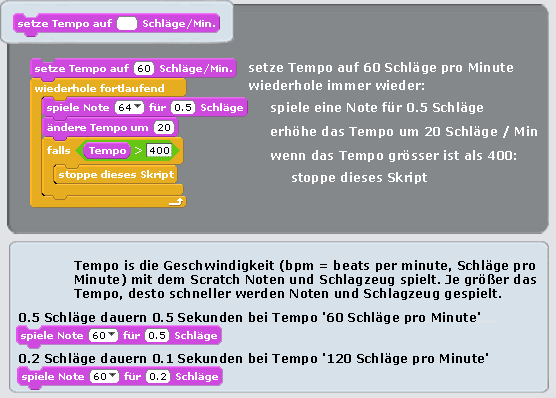 setze Tempo auf Schläge/Min.
setze Tempo auf 60 Schläge/Min.
wiederhole fortlaufend
spiele Note 64 für 0.5 Schläge
ändere Tempo um 20
falls Tempo > 400
stoppe dieses Skript
setze Tempo auf 60 Schläge pro Minute
wiederhole immer wieder:
spiele eine Note für 0.5 Schläge
erhöhe das Tempo um 20 Schläge / Min
wenn das Tempo grösser ist als 400:
stoppe dieses Skript
Tempo is die Geschwindigkeit (bpm = beats per minute, Schläge pro
Minute) mit dem Scratch Noten und Schlagzeug spielt. Je größer das
Tempo, desto schneller werden Noten und Schlagzeug gespielt.
0.5 Schläge dauern 0.5 Sekunden bei Tempo '60 Schläge pro Minute'
spiele Note 60 für 0.5 Schläge
0.2 Schläge dauern 0.1 Sekunden bei Tempo '120 Schläge pro Minute'
spiele Note 60 für 0.2 Schläge